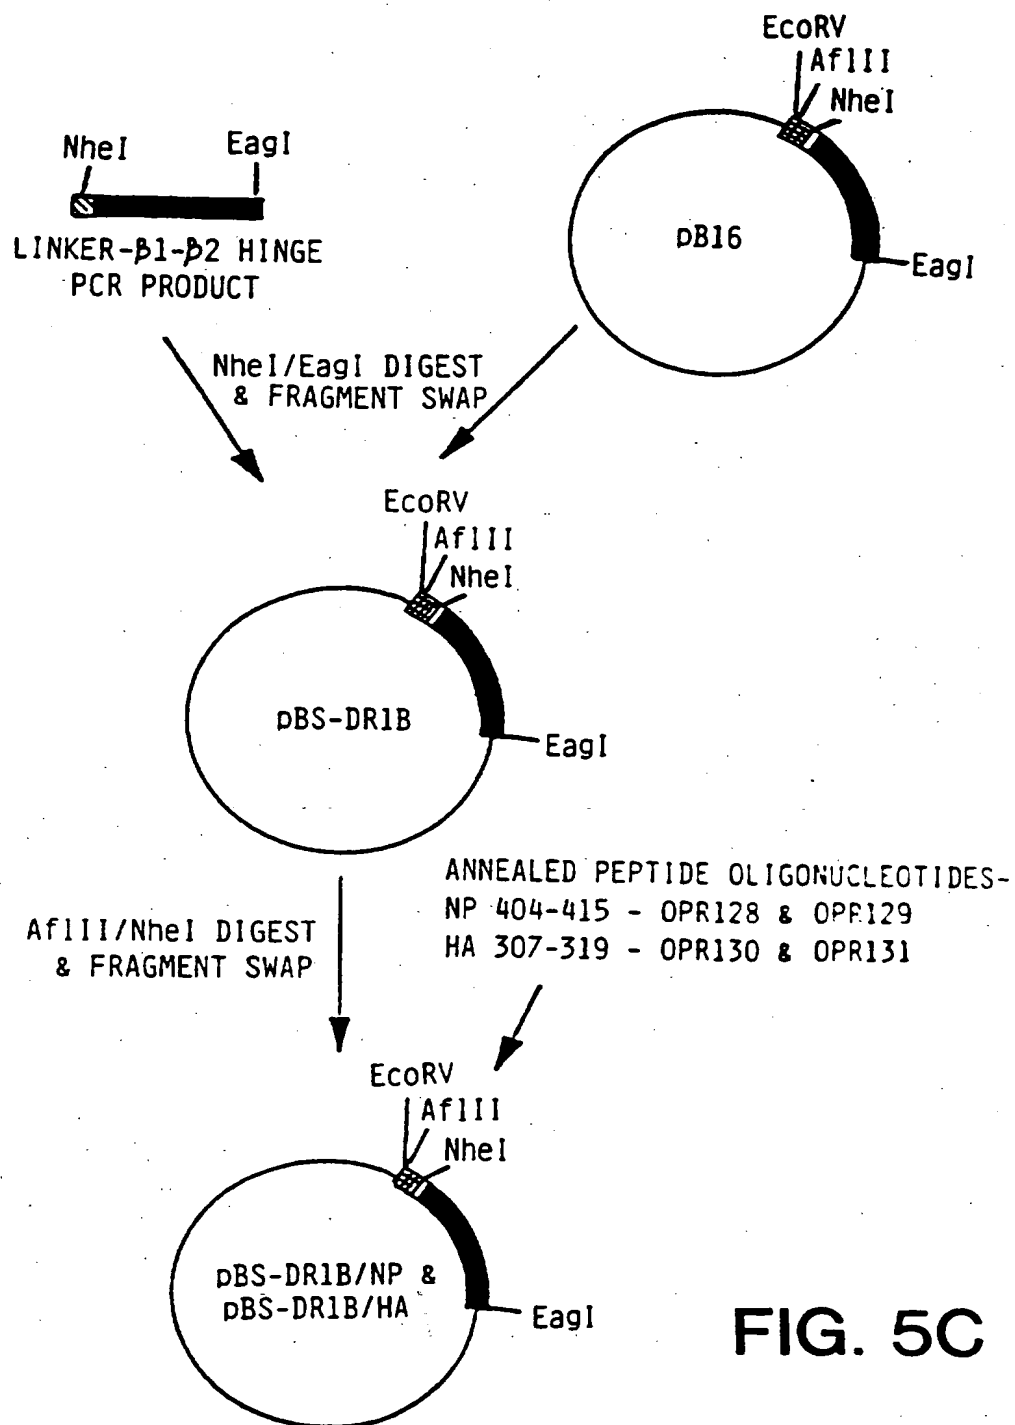 EcoRV
AflII
NheI
NheI
EagI
LINKER-β1-β2 HINGE
PCR PRODUCT
pB16
EagI
NheI/EagI DIGEST
& FRAGMENT SWAP
EcoRV
AflII
NheI
pBS-DR1B
EagI
ANNEALED PEPTIDE OLIGONUCLEOTIDES-
NP 404-415 - OPR128 & OPR129
HA 307-319 - OPR130 & OPR131
AflII/NheI DIGEST
& FRAGMENT SWAP
EcoRV
AflII
NheI
pBS-DR1B/NP &
pBS-DR1B/HA
EagI
FIG. 5C